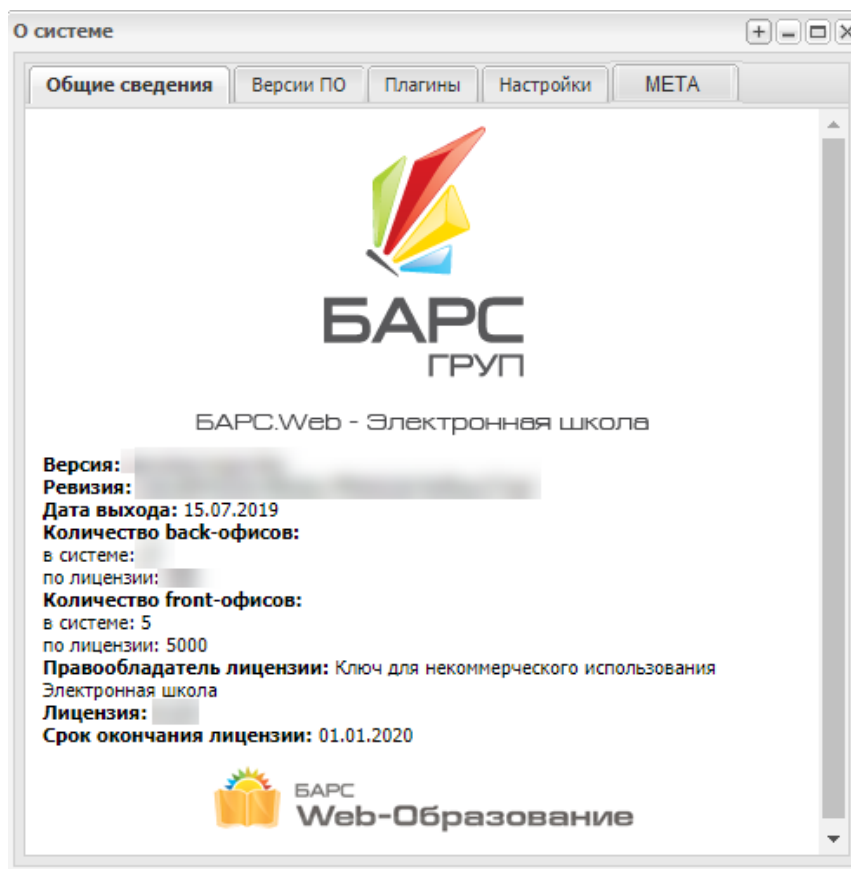 О системе
Общие сведения Версии ПО Плагины Настройки МЕТА
БАРС
ГРУП
БАРС.Web - Электронная школа
Версия:
Ревизия:
Дата выхода: 15.07.2019
Количество back-офисов:
в системе:
по лицензии:
Количество front-офисов:
в системе: 5
по лицензии: 5000
Правообладатель лицензии: Ключ для некоммерческого использования
Электронная школа
Лицензия:
Срок окончания лицензии: 01.01.2020
БАРС
Web-Образование